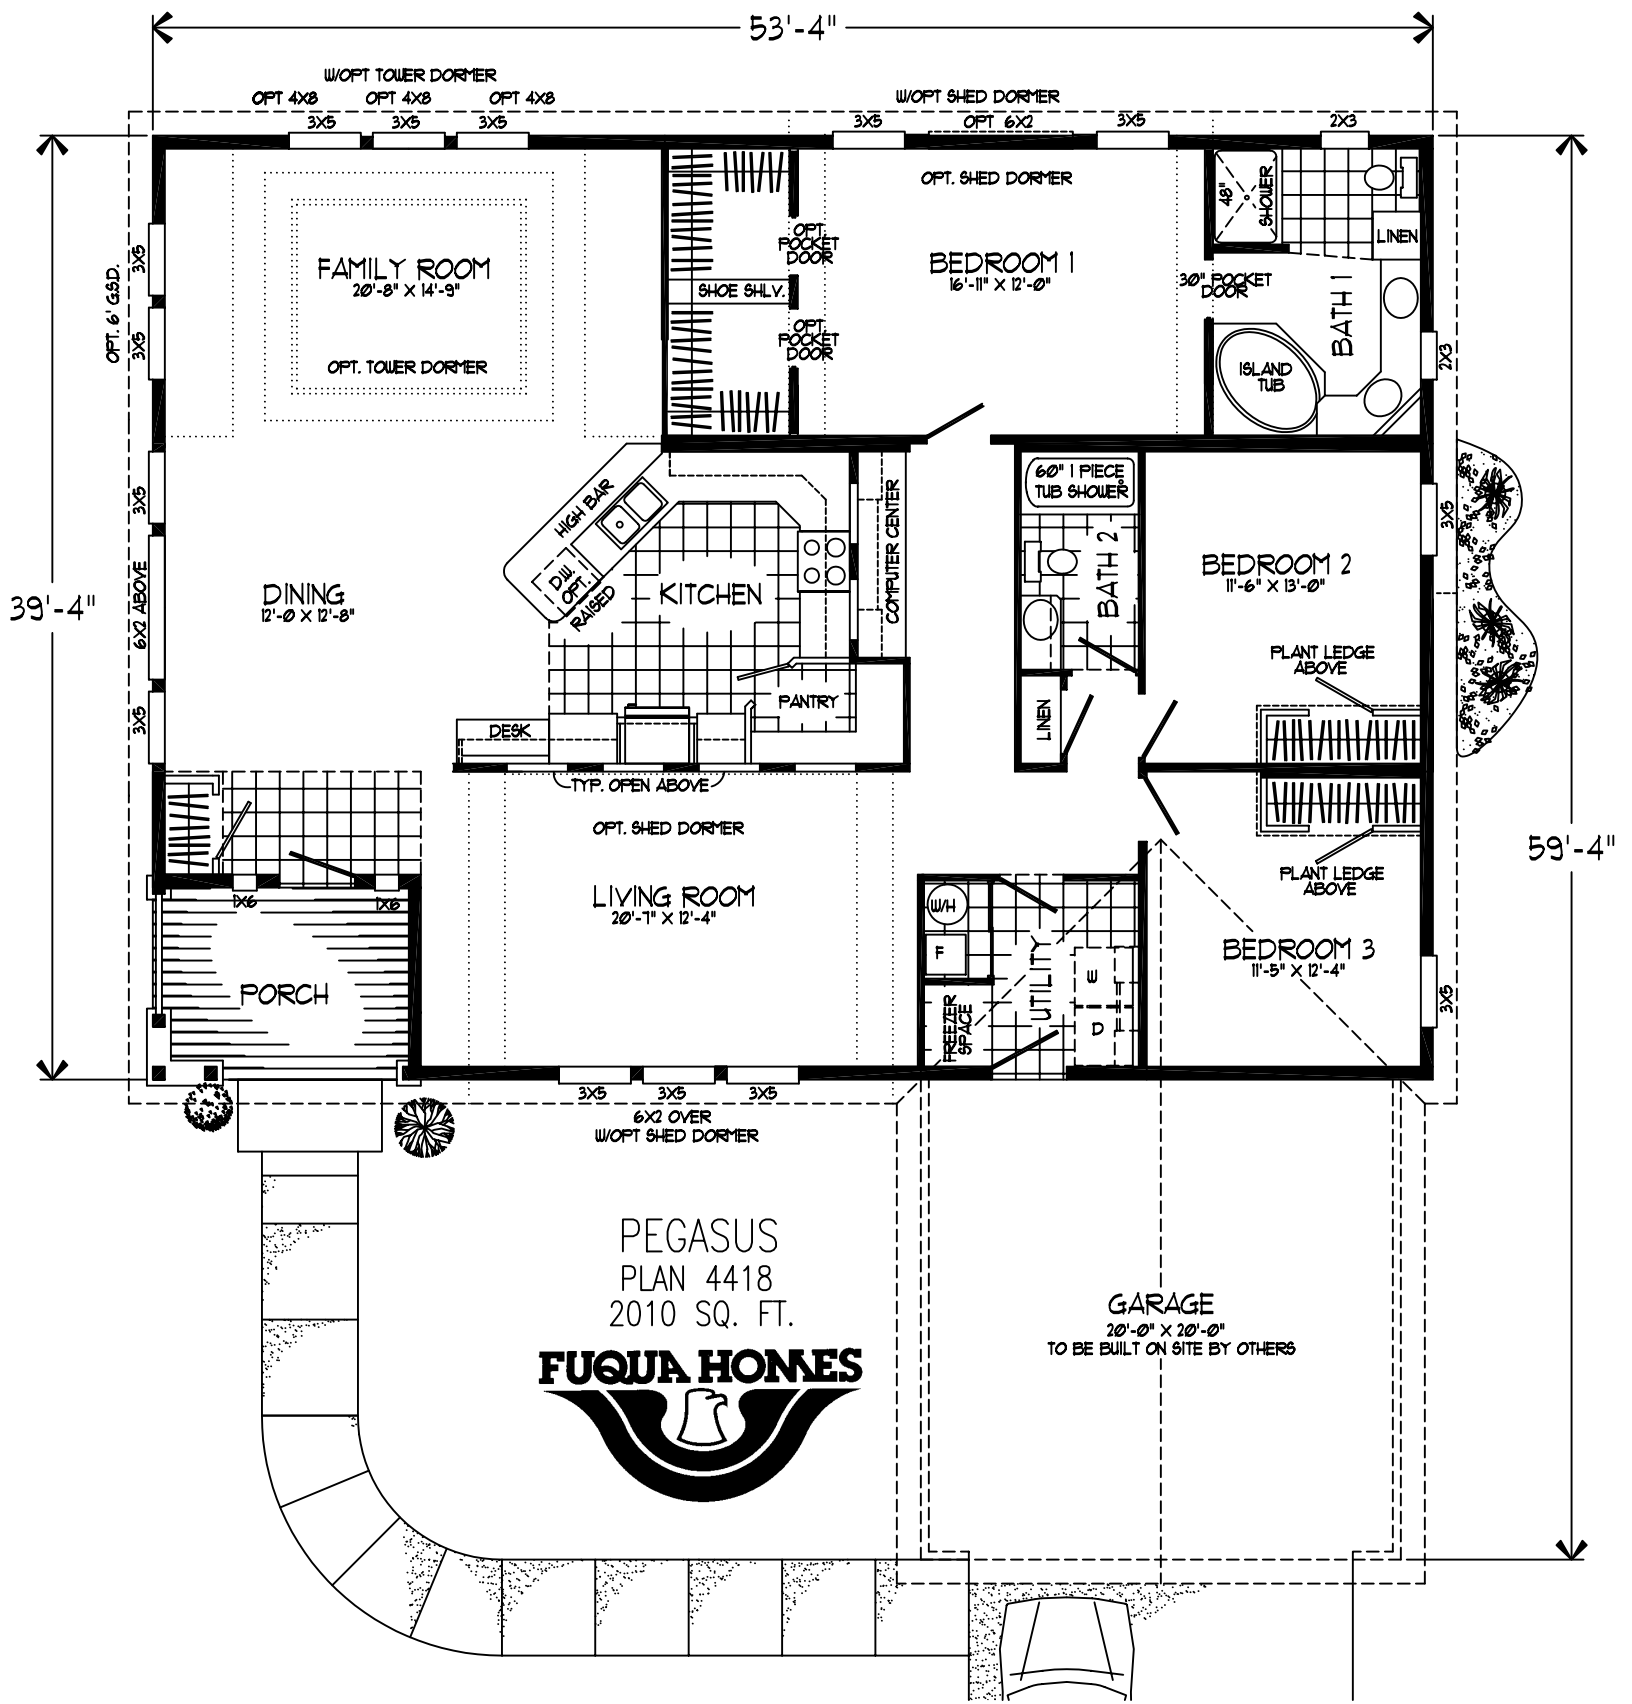 53'-4"
W/OPT TOWER DORMER
OPT 4X8 OPT 4X8 OPT 4X8
W/OPT SHED DORMER
OPT 6X2
3X5 3X5 3X5
3X5 3X5 2X3
OPT. SHED DORMER
48" SHOWER
LINEN
OPT. 6' G.S.D.
3X5
3X5
FAMILY ROOM
20'-8" X 14'-9"
OPT. TOWER DORMER
OPT.
POCKET
DOOR
SHOE SHLV.
OPT.
POCKET
DOOR
BEDROOM 1
16'-11" X 12'-0"
30" POCKET
DOOR
BATH 1
ISLAND
TUB
2X3
3X5
6X2 ABOVE
3X5
39'-4"
DINING
12'-0 X 12'-8"
HIGH BAR
D.W.
OPT.
RAISED
KITCHEN
COMPUTER CENTER
60" 1 PIECE
TUB SHOWER
BATH 2
BEDROOM 2
11'-6" X 13'-0"
3X5
PLANT LEDGE
ABOVE
PANTRY
DESK
LINEN
TYP. OPEN ABOVE
OPT. SHED DORMER
LIVING ROOM
20'-7" X 12'-4"
59'-4"
PLANT LEDGE
ABOVE
1X6 1X6
PORCH
W/H
F
FREEZER
SPACE
UTILITY
W
D
BEDROOM 3
11'-5" X 12'-4"
3X5
3X5 3X5 3X5
6X2 OVER
W/OPT SHED DORMER
PEGASUS
PLAN 4418
2010 SQ. FT.
FUQUA HOMES
GARAGE
20'-0" X 20'-0"
TO BE BUILT ON SITE BY OTHERS